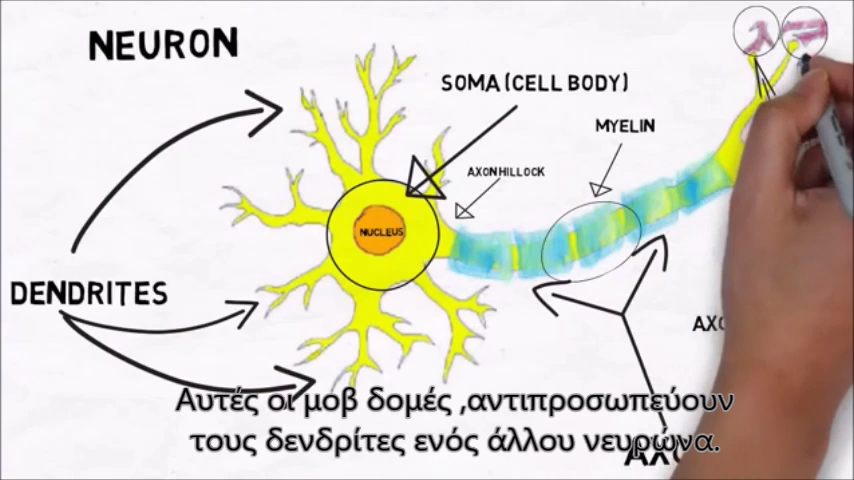 NEURON
SOMA (CELL BODY)
MYELIN
AXON HILLOCK
NUCLEUS
DENDRITES
Αυτές οι μοβ δομές ,αντιπροσωπεύουν
τους δενδρίτες ενός άλλου νευρώνα.